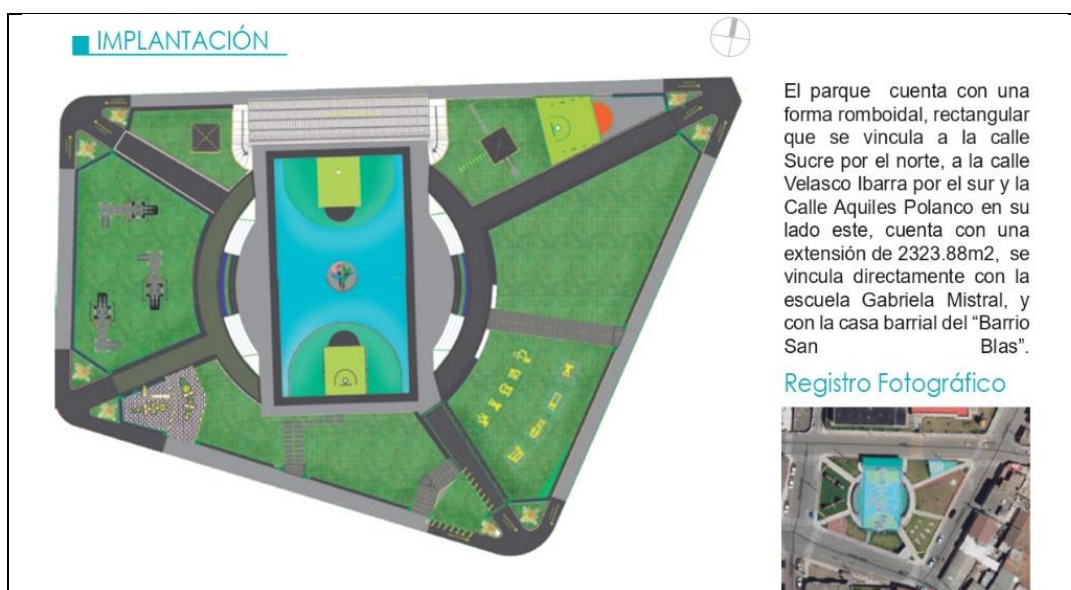 IMPLANTACIÓN
El parque cuenta con una
forma romboidal, rectangular
que se vincula a la calle
Sucre por el norte, a la calle
Velasco Ibarra por el sur y la
Calle Aquiles Polanco en su
lado este, cuenta con una
extensión de 2323.88m2, se
vincula directamente con la
escuela Gabriela Mistral, y
con la casa barrial del “Barrio
San Blas”.
Registro Fotográfico